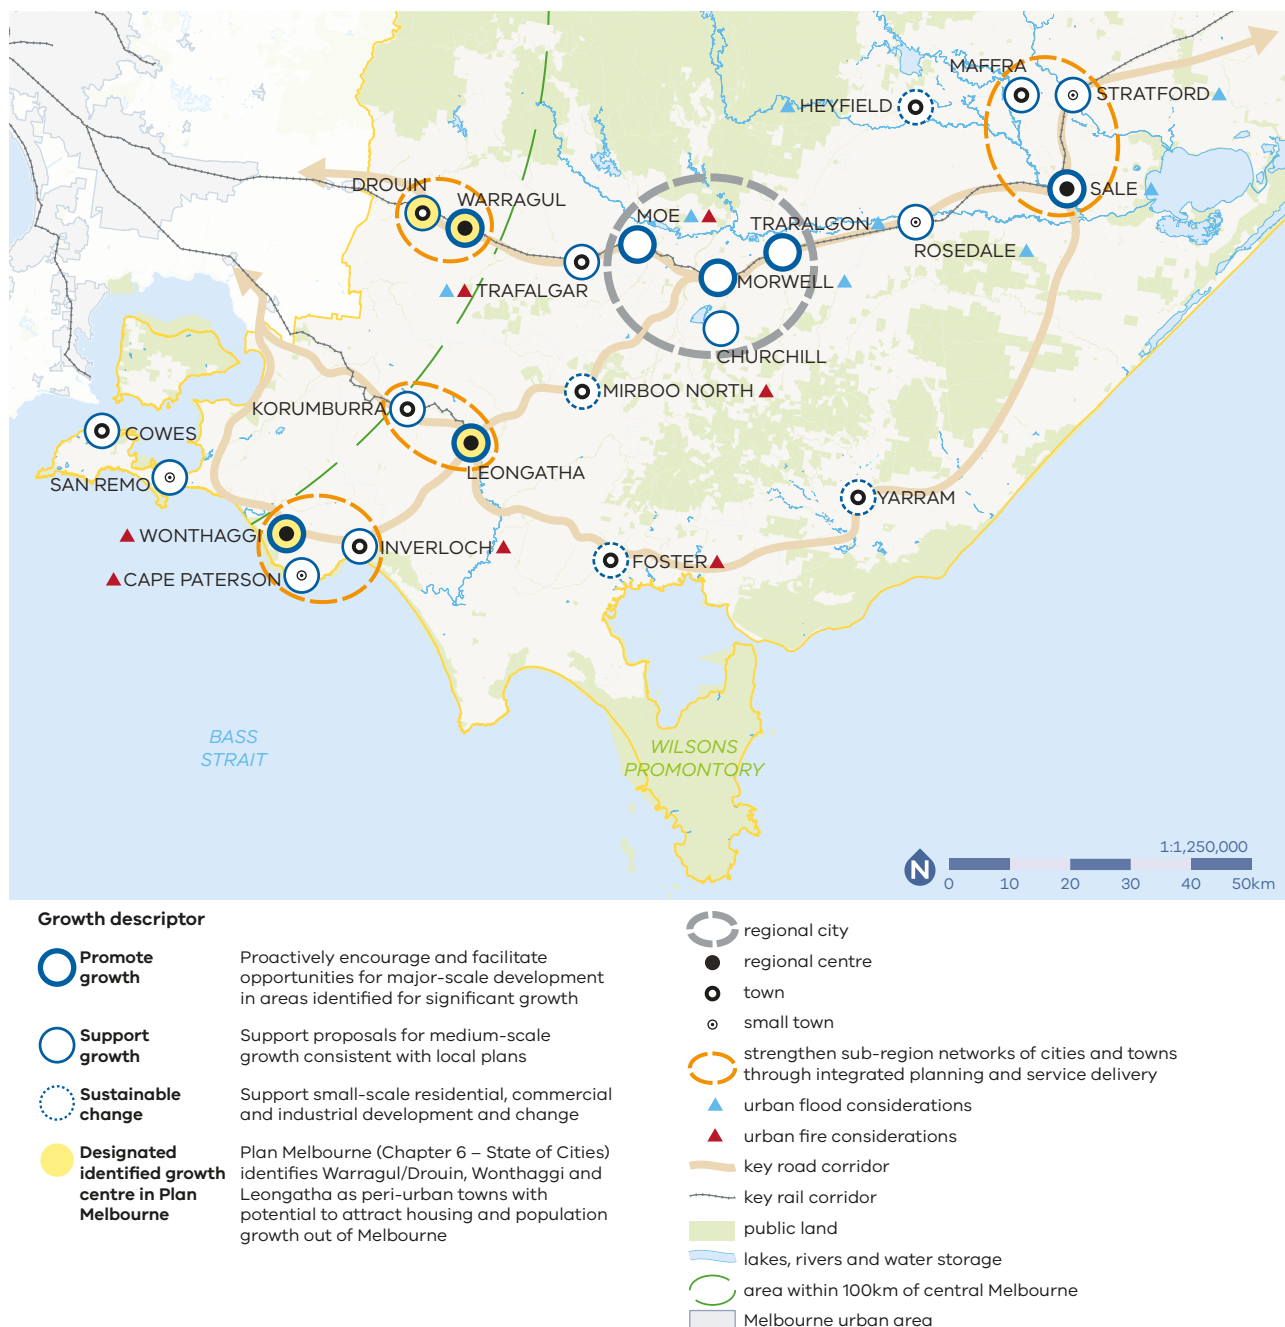 MAFFRA
HEYFIELD
STRATFORD
DROUIN
WARRAGUL
SALE
MOE
TRARALGON
ROSEDALE
TRAFALGAR
MORWELL
CHURCHILL
MIRBOO NORTH
KORUMBURRA
COWES
LEONGATHA
SAN REMO
YARRAM
WONTHAGGI
INVERLOCH
FOSTER
CAPE PATERSON
BASS
STRAIT
WILSONS
PROMONTORY
1:1,250,000
N
0 10 20 30 40 50km
Growth descriptor
Promote
growth
Proactively encourage and facilitate
opportunities for major-scale development
in areas identified for significant growth
Support
growth
Support proposals for medium-scale
growth consistent with local plans
Sustainable
change
Support small-scale residential, commercial
and industrial development and change
Designated
identified growth
centre in Plan
Melbourne
Plan Melbourne (Chapter 6 – State of Cities)
identifies Warragul/Drouin, Wonthaggi and
Leongatha as peri-urban towns with
potential to attract housing and population
growth out of Melbourne
regional city
regional centre
town
small town
strengthen sub-region networks of cities and towns
through integrated planning and service delivery
urban flood considerations
urban fire considerations
key road corridor
key rail corridor
public land
lakes, rivers and water storage
area within 100km of central Melbourne
Melbourne urban area